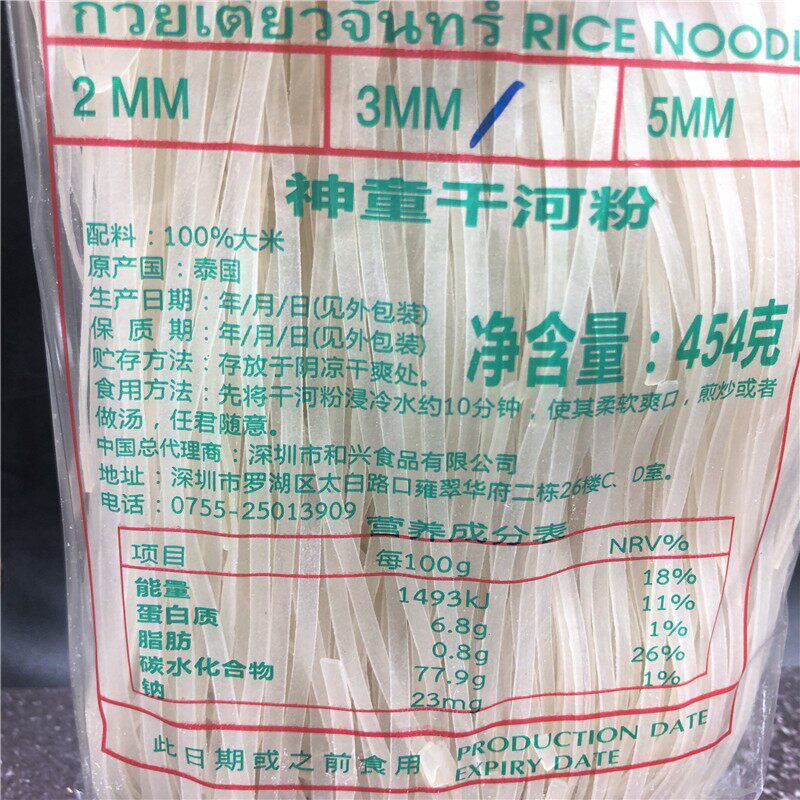 ก๋วยเตี๋ยวจันทร์ RICE NOODL
2 MM 3MM 5MM
神童干河粉
配料：100%大米
原产国：泰国
生产日期：年/月/日(见外包装)
保 质 期：年/月/日(见外包装)
净含量：454克
贮存方法：存放于阴凉干爽处。
食用方法：先将干河粉浸冷水约10分钟，使其柔软爽口，煎炒或者
做汤，任君随意。
中国总代理商：深圳市和兴食品有限公司
地址：深圳市罗湖区太白路口雍翠华府二栋26楼C、D室。
电话：0755-25013909
营养成分表
项目 每100g NRV%
能量 1493kJ 18%
蛋白质 6.8g 11%
脂肪 0.8g 1%
碳水化合物 77.9g 26%
钠 23mg 1%
此日期或之前食用
PRODUCTION DATE
EXPIRY DATE